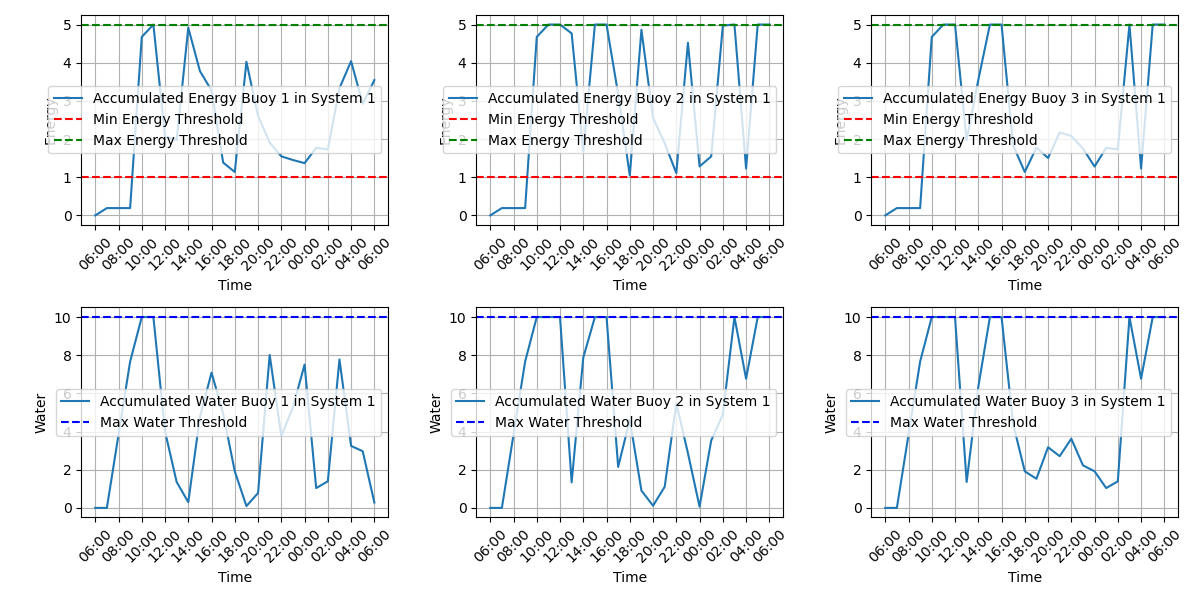 5
4
3
2
1
0
Energy
Accumulated Energy Buoy 1 in System 1
Min Energy Threshold
Max Energy Threshold
06:00 08:00 10:00 12:00 14:00 16:00 18:00 20:00 22:00 00:00 02:00 04:00 06:00
Time
5
4
3
2
1
0
Energy
Accumulated Energy Buoy 2 in System 1
Min Energy Threshold
Max Energy Threshold
06:00 08:00 10:00 12:00 14:00 16:00 18:00 20:00 22:00 00:00 02:00 04:00 06:00
Time
5
4
3
2
1
0
Energy
Accumulated Energy Buoy 3 in System 1
Min Energy Threshold
Max Energy Threshold
06:00 08:00 10:00 12:00 14:00 16:00 18:00 20:00 22:00 00:00 02:00 04:00 06:00
Time
10
8
6
4
2
0
Water
Accumulated Water Buoy 1 in System 1
Max Water Threshold
06:00 08:00 10:00 12:00 14:00 16:00 18:00 20:00 22:00 00:00 02:00 04:00 06:00
Time
10
8
6
4
2
0
Water
Accumulated Water Buoy 2 in System 1
Max Water Threshold
06:00 08:00 10:00 12:00 14:00 16:00 18:00 20:00 22:00 00:00 02:00 04:00 06:00
Time
10
8
6
4
2
0
Water
Accumulated Water Buoy 3 in System 1
Max Water Threshold
06:00 08:00 10:00 12:00 14:00 16:00 18:00 20:00 22:00 00:00 02:00 04:00 06:00
Time